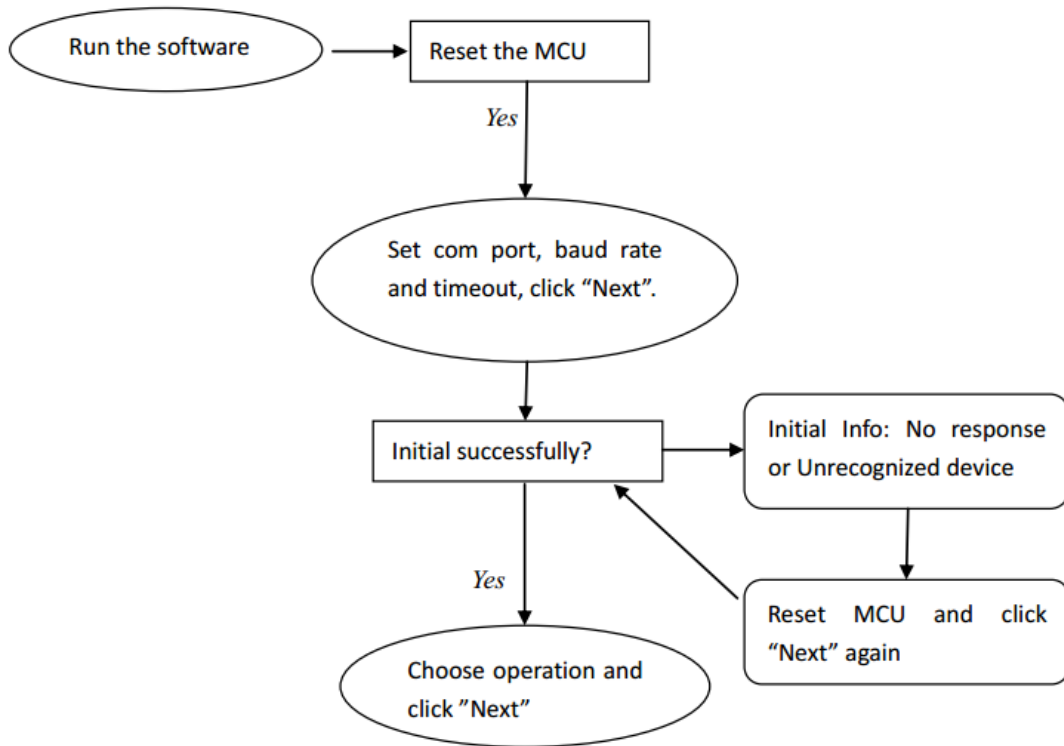 Run the software
Reset the MCU
Yes
Set com port, baud rate
and timeout, click “Next”.
Initial successfully?
Initial Info: No response
or Unrecognized device
Yes
Reset MCU and click
“Next” again
Choose operation and
click ”Next”